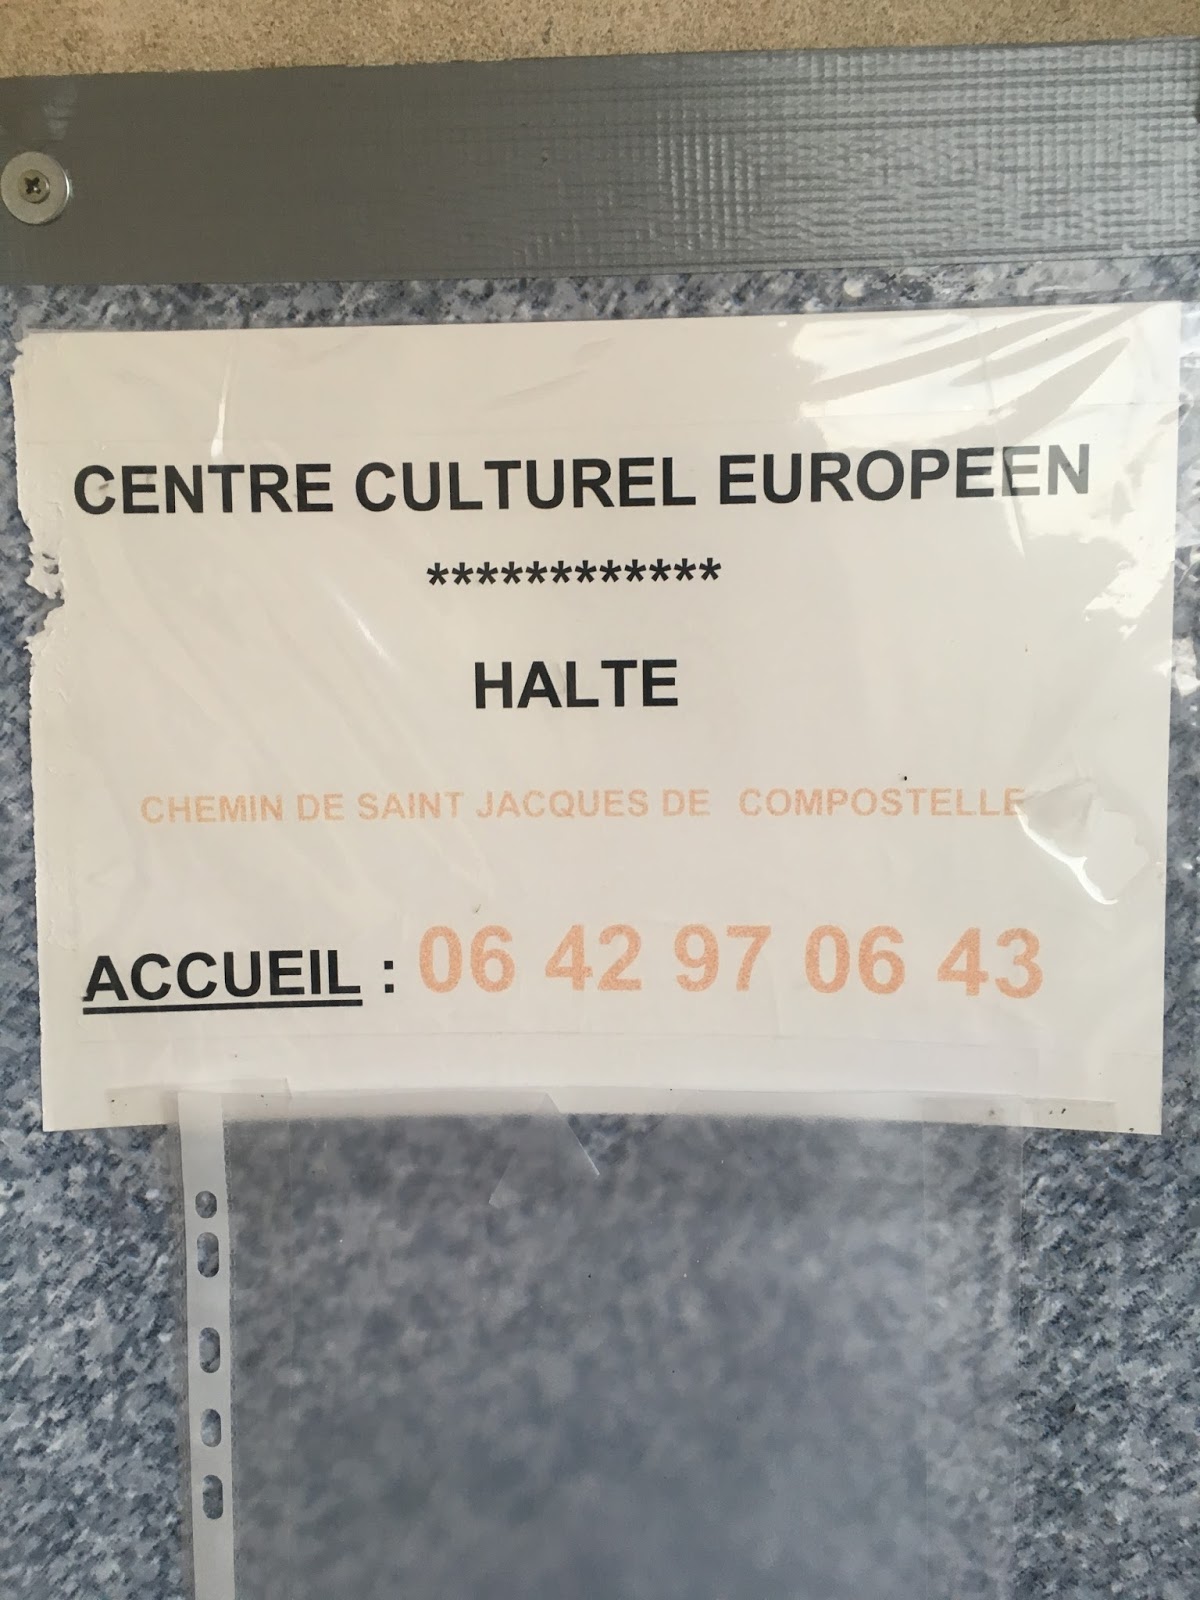 CENTRE CULTUREL EUROPEEN
************
HALTE
CHEMIN DE SAINT JACQUES DE COMPOSTELLE
ACCUEIL : 06 42 97 06 43